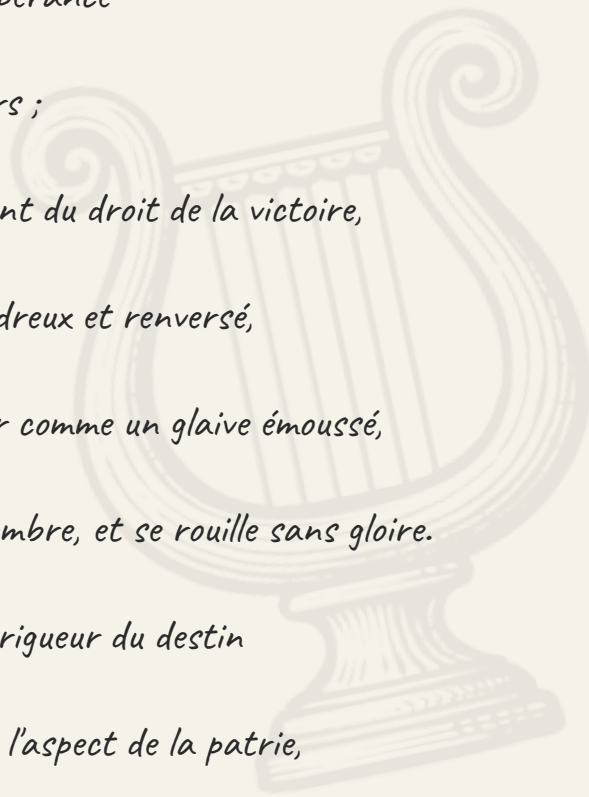 rs ;
nt du droit de la victoire,
dreux et renversé,
r comme un glaive émoussé,
mbre, et se rouille sans gloire.
rigueur du destin
l'aspect de la patrie,